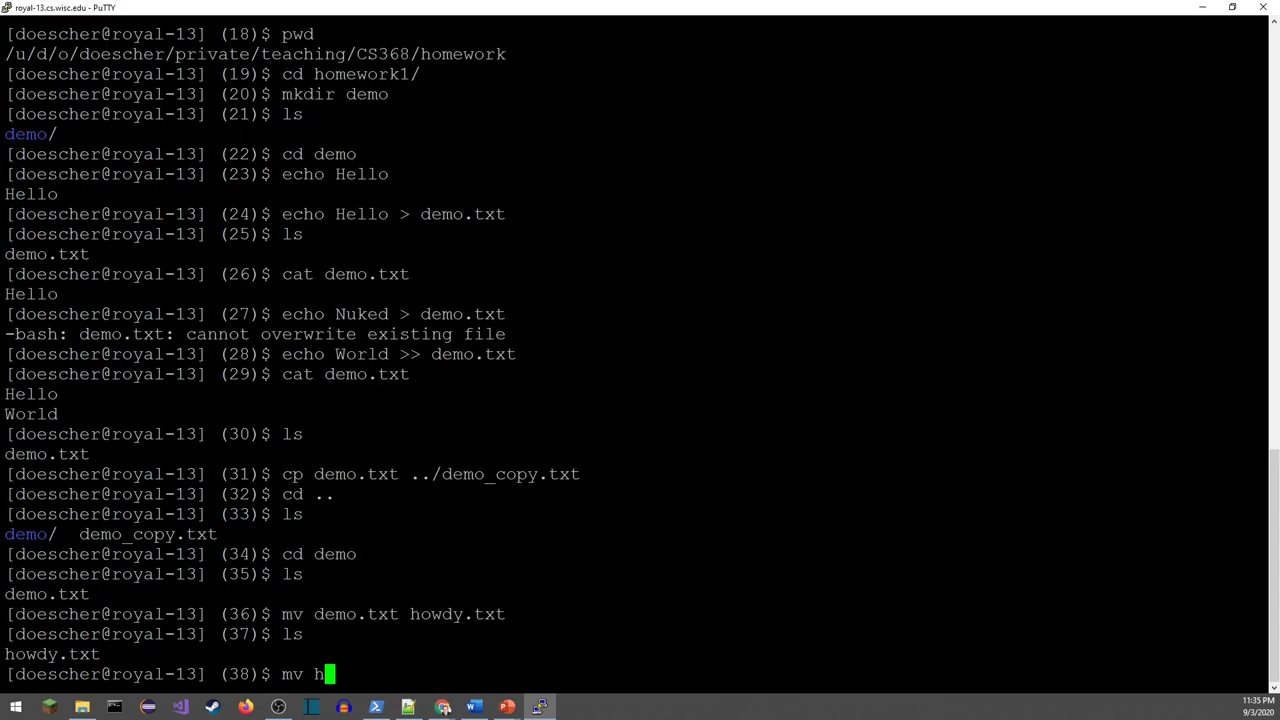 royal-13.cs.wisc.edu - PuTTY
[doescher@royal-13] (18)$ pwd
/u/d/o/doescher/private/teaching/CS368/homework
[doescher@royal-13] (19)$ cd homework1/
[doescher@royal-13] (20)$ mkdir demo
[doescher@royal-13] (21)$ ls
demo/
[doescher@royal-13] (22)$ cd demo
[doescher@royal-13] (23)$ echo Hello
Hello
[doescher@royal-13] (24)$ echo Hello > demo.txt
[doescher@royal-13] (25)$ ls
demo.txt
[doescher@royal-13] (26)$ cat demo.txt
Hello
[doescher@royal-13] (27)$ echo Nuked > demo.txt
-bash: demo.txt: cannot overwrite existing file
[doescher@royal-13] (28)$ echo World >> demo.txt
[doescher@royal-13] (29)$ cat demo.txt
Hello
World
[doescher@royal-13] (30)$ ls
demo.txt
[doescher@royal-13] (31)$ cp demo.txt ../demo_copy.txt
[doescher@royal-13] (32)$ cd ..
[doescher@royal-13] (33)$ ls
demo/  demo_copy.txt
[doescher@royal-13] (34)$ cd demo
[doescher@royal-13] (35)$ ls
demo.txt
[doescher@royal-13] (36)$ mv demo.txt howdy.txt
[doescher@royal-13] (37)$ ls
howdy.txt
[doescher@royal-13] (38)$ mv h
11:35 PM
9/3/2020